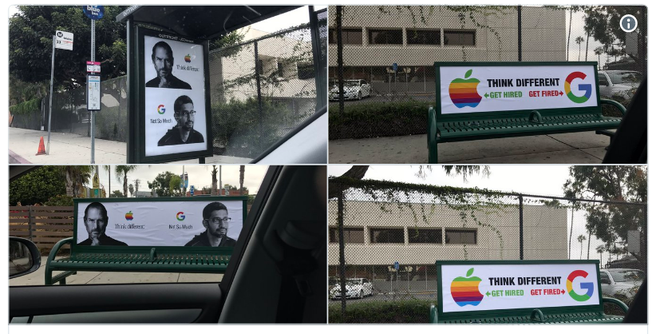 Think different.
Not So Much.
THINK DIFFERENT
←GET HIRED GET FIRED→
Think different.
Not So Much.
THINK DIFFERENT
←GET HIRED GET FIRED→